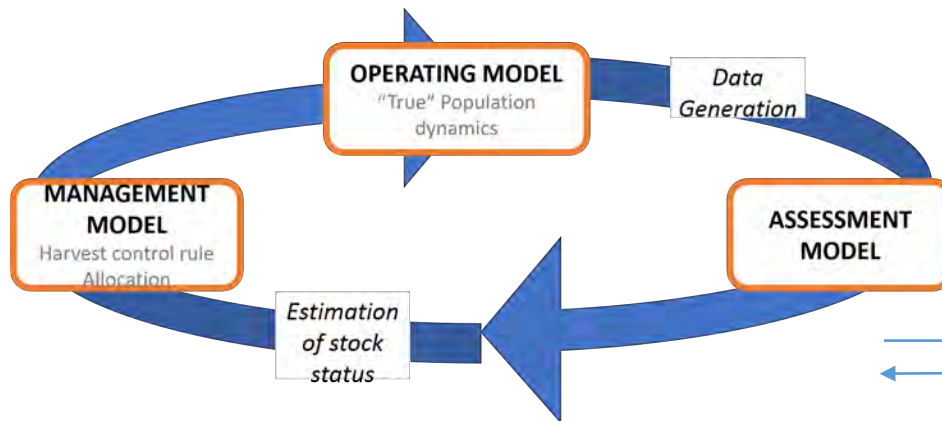 OPERATING MODEL
“True” Population
dynamics
Data
Generation
MANAGEMENT
MODEL
Harvest control rule
Allocation
ASSESSMENT
MODEL
Estimation
of stock
status